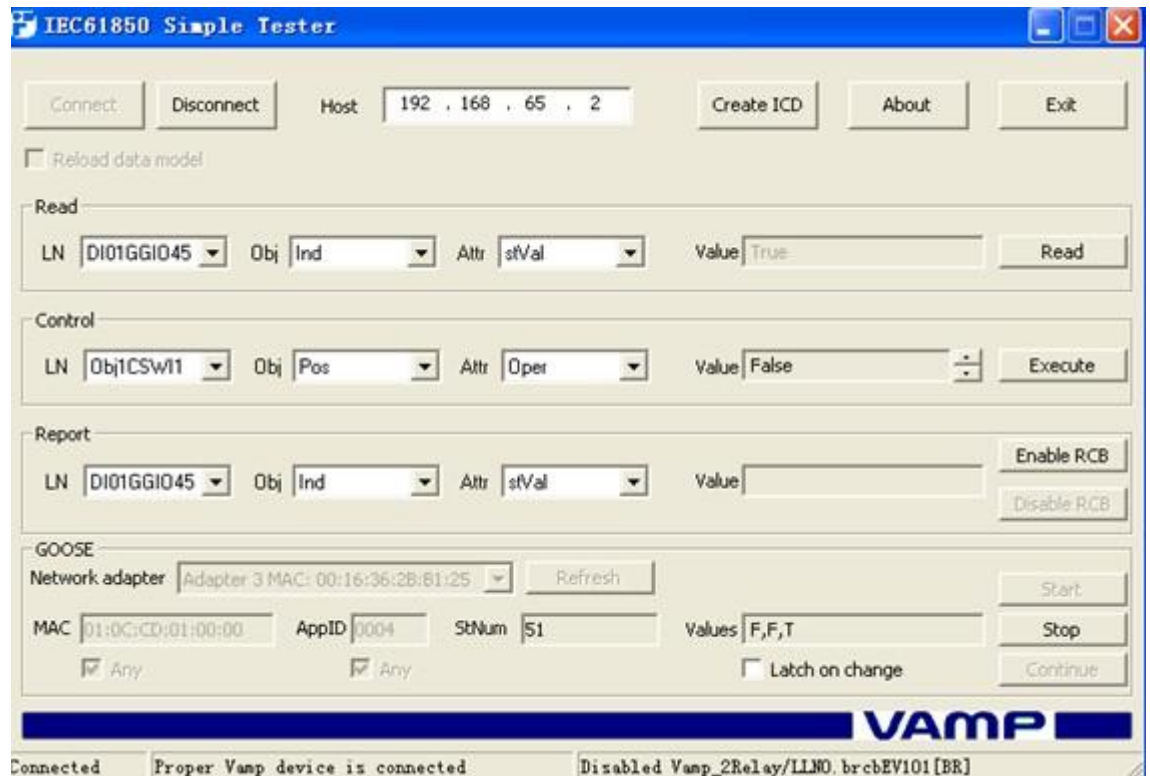 IEC61850 Simple Tester
Connect Disconnect Host 192 . 168 . 65 . 2 Create ICD About Exit
Reload data model
Read
LN DI01GGIO45 Obj Ind Attr stVal Value True Read
Control
LN Obj1CSWI1 Obj Pos Attr Oper Value False Execute
Report
Enable RCB
LN DI01GGIO45 Obj Ind Attr stVal Value
Disable RCB
GOOSE
Network adapter Adapter 3 MAC: 00:16:36:2B:B1:25 Refresh
Start
MAC 01:0C:CD:01:00:00 AppID 0004 StNum 51 Values F,F,T Stop
Any Any Latch on change Continue
VAMP
Connected Proper Vamp device is connected Disabled Vamp_2Relay/LLN0.brcbEV101[BR]